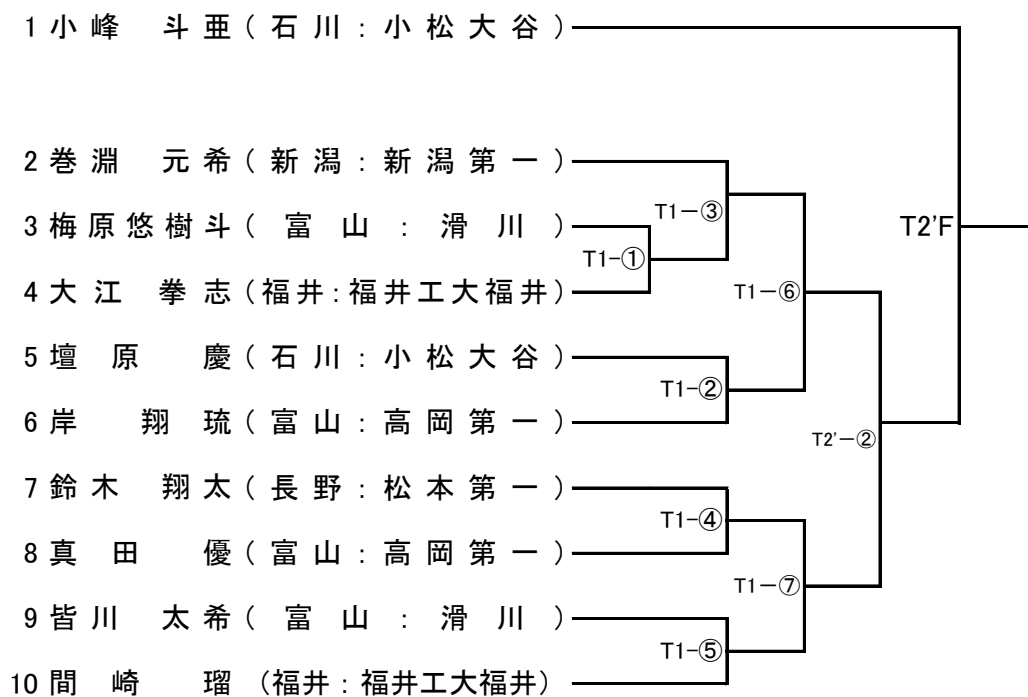 1 小峰 斗亜 ( 石川 : 小松大谷 )
2 巻淵 元希 ( 新潟 : 新潟第一 )
T1－③
3 梅原悠樹斗 ( 富山 : 滑川 )
T2'F
T1-①
4 大江 拳志 (福井:福井工大福井)
T1－⑥
5 壇原 慶 ( 石川 : 小松大谷 )
T1-②
6 岸 翔琉 ( 富山 : 高岡第一 )
T2'－②
7 鈴木 翔太 ( 長野 : 松本第一 )
T1-④
8 真田 優 ( 富山 : 高岡第一 )
T1－⑦
9 皆川 太希 ( 富山 : 滑川 )
T1-⑤
10 間崎 瑠 (福井 : 福井工大福井)